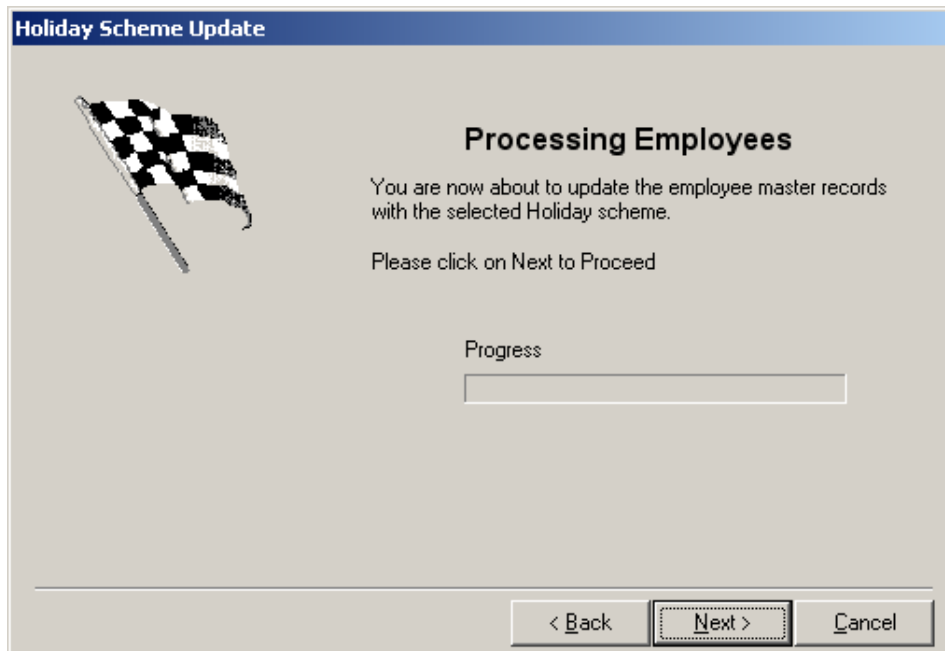 Holiday Scheme Update
Processing Employees
You are now about to update the employee master records
with the selected Holiday scheme.
Please click on Next to Proceed
Progress
< Back
Next >
Cancel